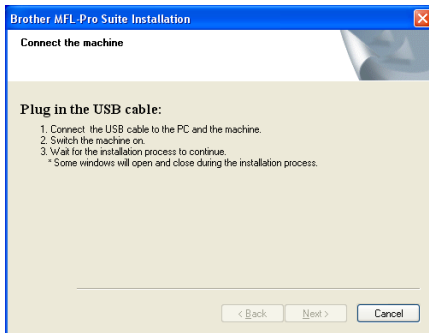 Brother MFL-Pro Suite Installation
Connect the machine
Plug in the USB cable:
1. Connect the USB cable to the PC and the machine.
2. Switch the machine on.
3. Wait for the installation process to continue.
* Some windows will open and close during the installation process.
< Back Next > Cancel